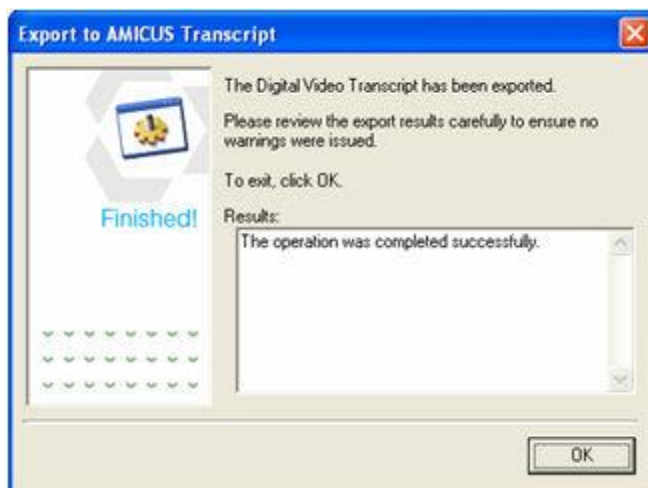 Export to AMICUS Transcript
The Digital Video Transcript has been exported.
Please review the export results carefully to ensure no
warnings were issued.
To exit, click OK.
Finished!
Results:
The operation was completed successfully.
OK